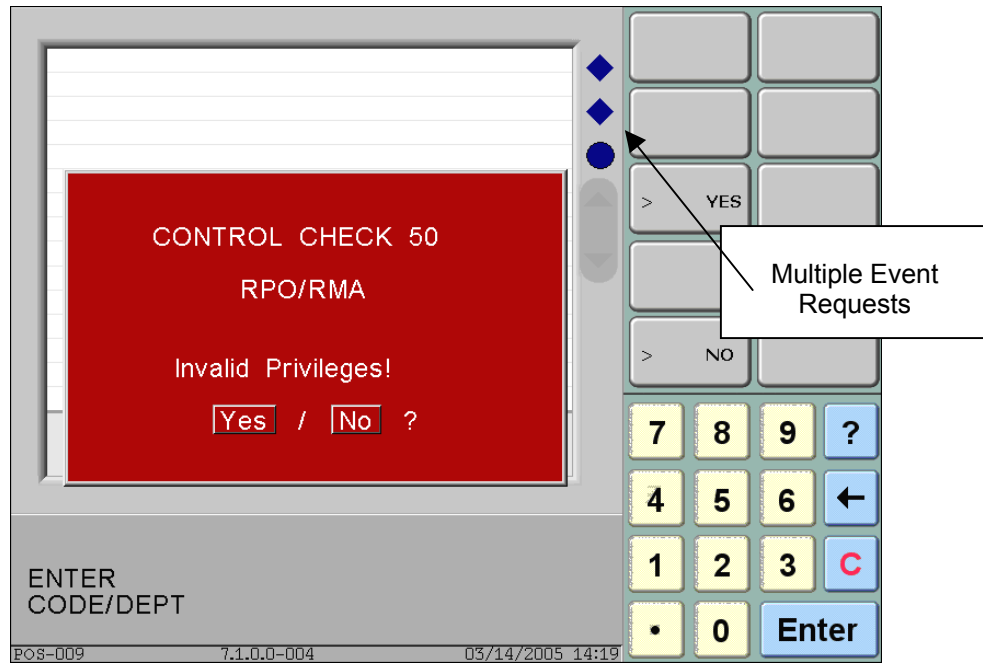 CONTROL CHECK 50
RPO/RMA
Invalid Privileges!
Yes / No ?
> YES
> NO
Multiple Event
Requests
7 8 9 ?
4 5 6 ←
1 2 3 C
• 0 Enter
ENTER
CODE/DEPT
POS-009 7.1.0.0-004 03/14/2005 14:19